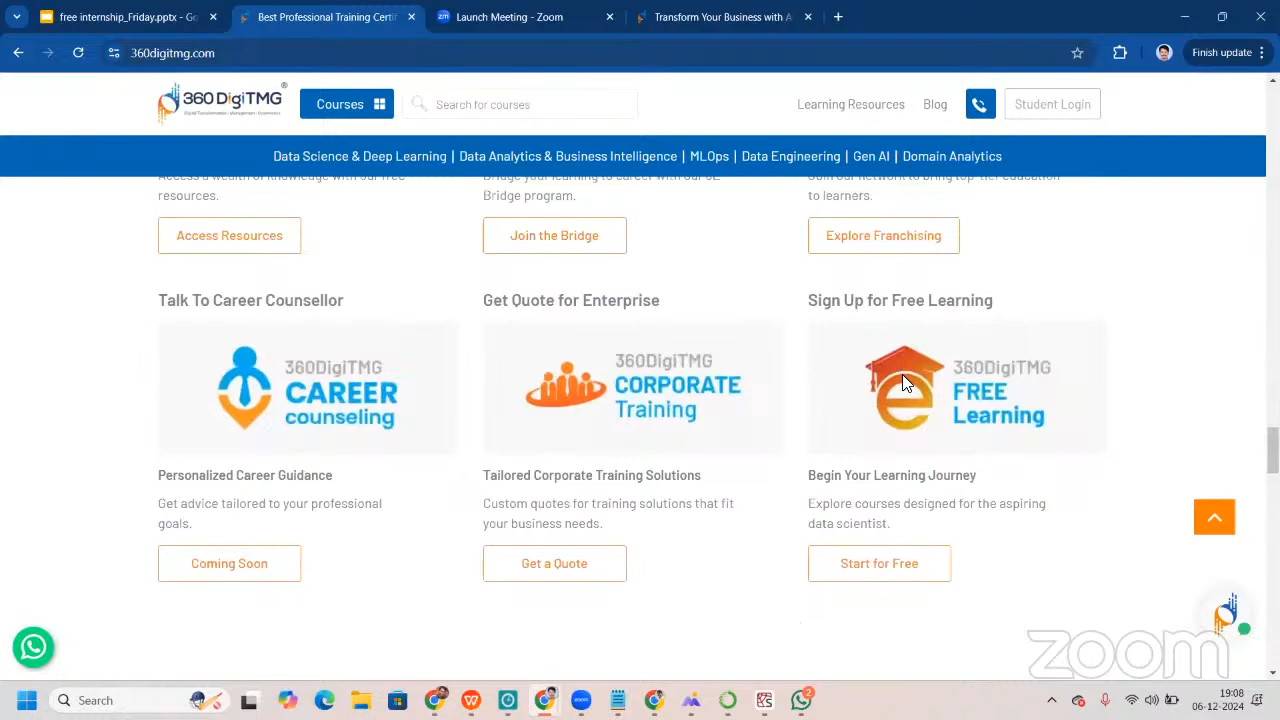 free internship_Friday.pptx - Go
Best Professional Training Certi
Launch Meeting - Zoom
Transform Your Business with A
360digitmg.com
Finish update
360DigiTMG
Courses
Search for courses
Learning Resources
Blog
Student Login
Data Science & Deep Learning | Data Analytics & Business Intelligence | MLOps | Data Engineering | Gen AI | Domain Analytics
Access a wealth of knowledge with our free
resources.
Access Resources
Bridge your learning to career with our
Bridge program.
Join the Bridge
Join our network to bring top-tier education
to learners.
Explore Franchising
Talk To Career Counsellor
360DigiTMG
CAREER
counseling
Personalized Career Guidance
Get advice tailored to your professional
goals.
Coming Soon
Get Quote for Enterprise
360DigiTMG
CORPORATE
Training
Tailored Corporate Training Solutions
Custom quotes for training solutions that fit
your business needs.
Get a Quote
Sign Up for Free Learning
360DigiTMG
FREE
Learning
Begin Your Learning Journey
Explore courses designed for the aspiring
data scientist.
Start for Free
zoom
Search
2
19:08
06-12-2024